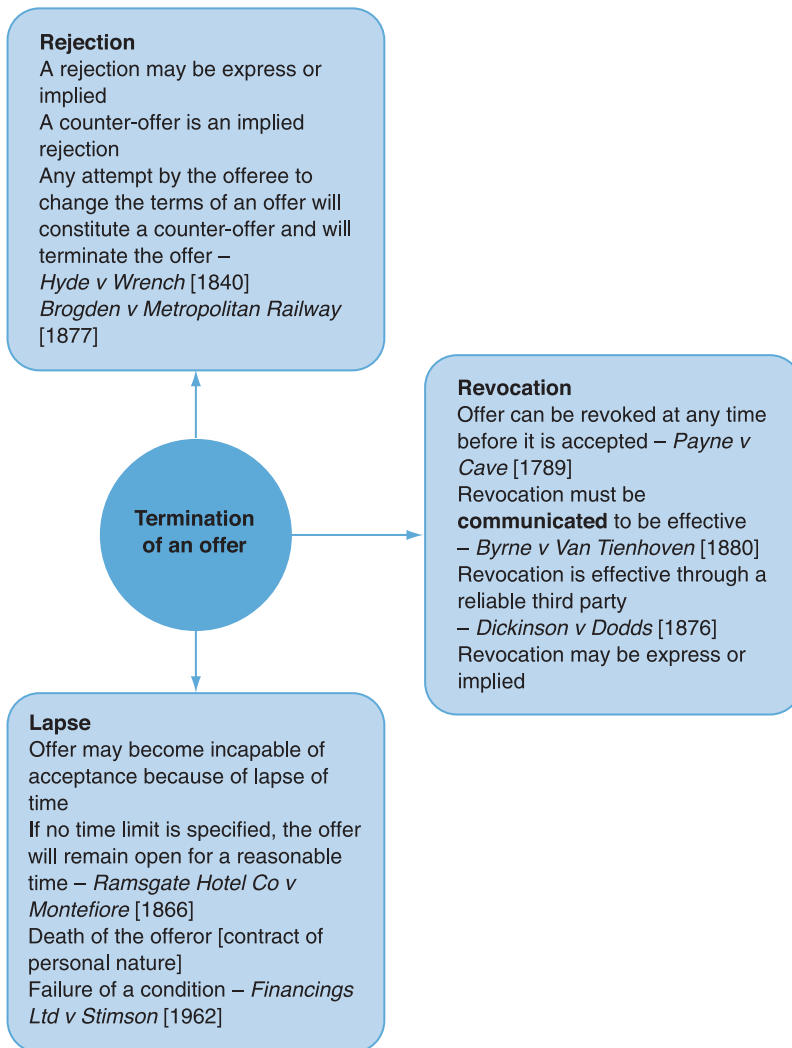 Rejection
A rejection may be express or
implied
A counter-offer is an implied
rejection
Any attempt by the offeree to
change the terms of an offer will
constitute a counter-offer and will
terminate the offer –
Hyde v Wrench [1840]
Brogden v Metropolitan Railway
[1877]
Termination
of an offer
Revocation
Offer can be revoked at any time
before it is accepted – Payne v
Cave [1789]
Revocation must be
communicated to be effective
– Byrne v Van Tienhoven [1880]
Revocation is effective through a
reliable third party
– Dickinson v Dodds [1876]
Revocation may be express or
implied
Lapse
Offer may become incapable of
acceptance because of lapse of
time
If no time limit is specified, the offer
will remain open for a reasonable
time – Ramsgate Hotel Co v
Montefiore [1866]
Death of the offeror [contract of
personal nature]
Failure of a condition – Financings
Ltd v Stimson [1962]